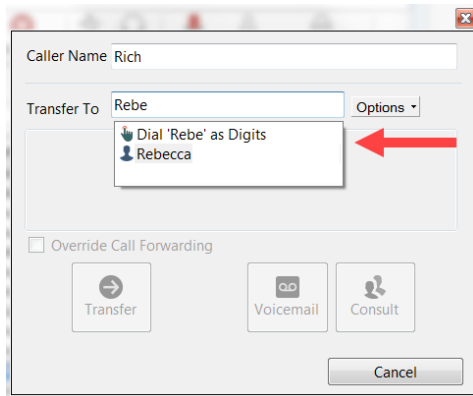 Caller Name Rich
Transfer To Rebe Options
Dial 'Rebe' as Digits
Rebecca
Override Call Forwarding
Transfer Voicemail Consult
Cancel